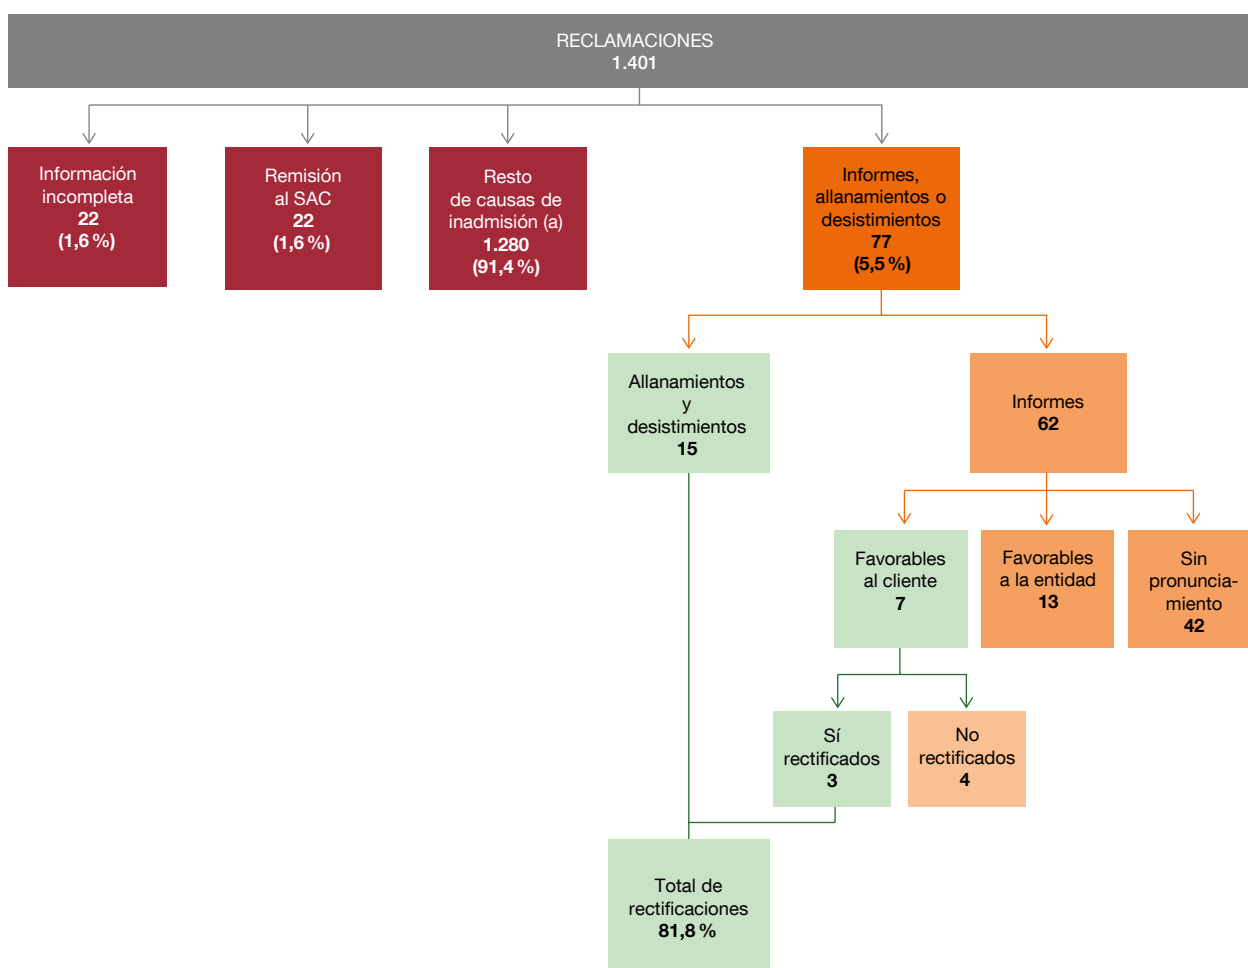 RECLAMACIONES
1.401
Información
incompleta
22
(1,6 %)
Remisión
al SAC
22
(1,6 %)
Resto
de causas de
inadmisión (a)
1.280
(91,4 %)
Informes,
allanamientos o
desistimientos
77
(5,5 %)
Allanamientos
y
desistimientos
15
Informes
62
Favorables
al cliente
7
Favorables
a la entidad
13
Sin
pronuncia-
miento
42
Sí
rectificados
3
No
rectificados
4
Total de
rectificaciones
81,8 %